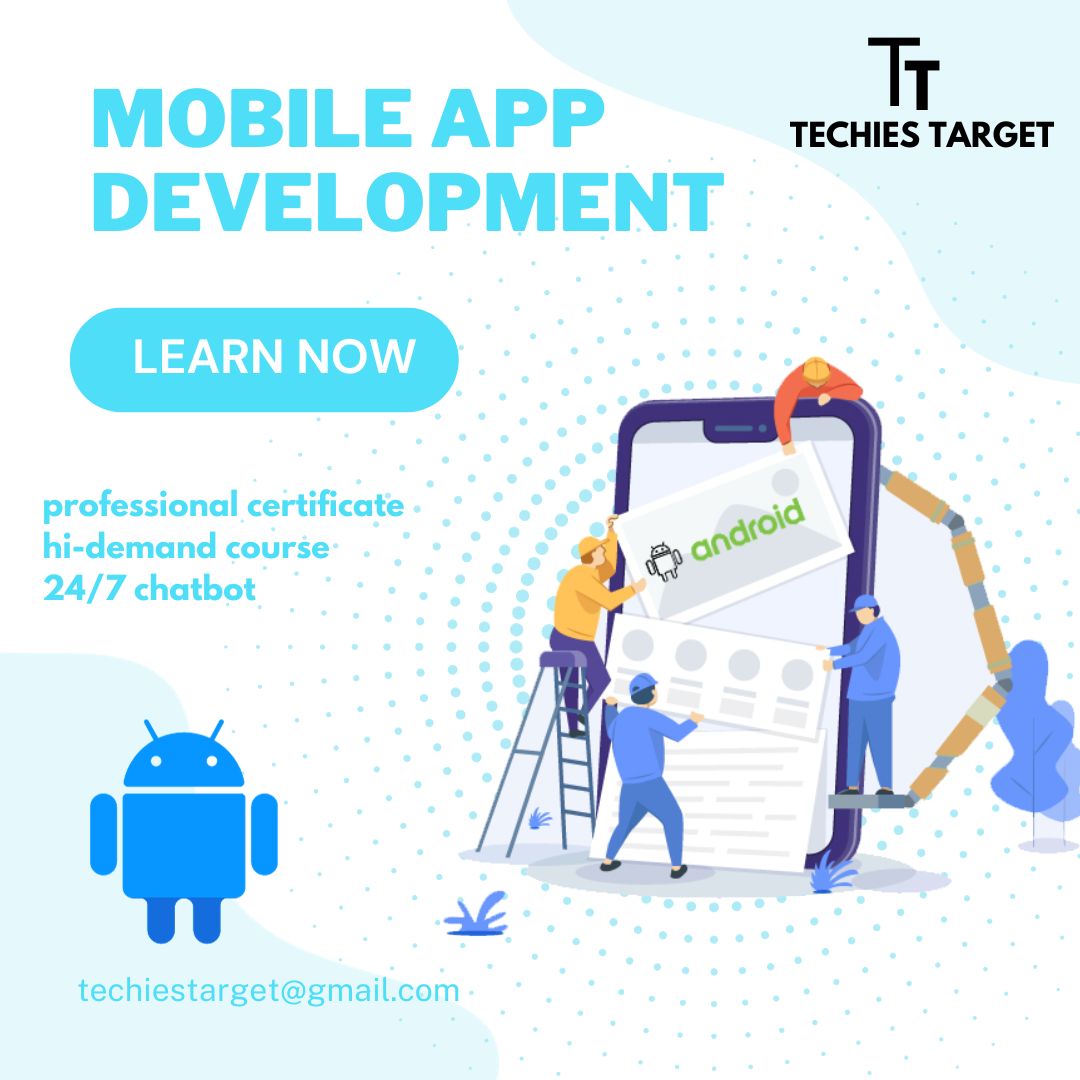 TT
TECHIES TARGET
MOBILE APP
DEVELOPMENT
LEARN NOW
professional certificate
hi-demand course
24/7 chatbot
android
techiestarget@gmail.com